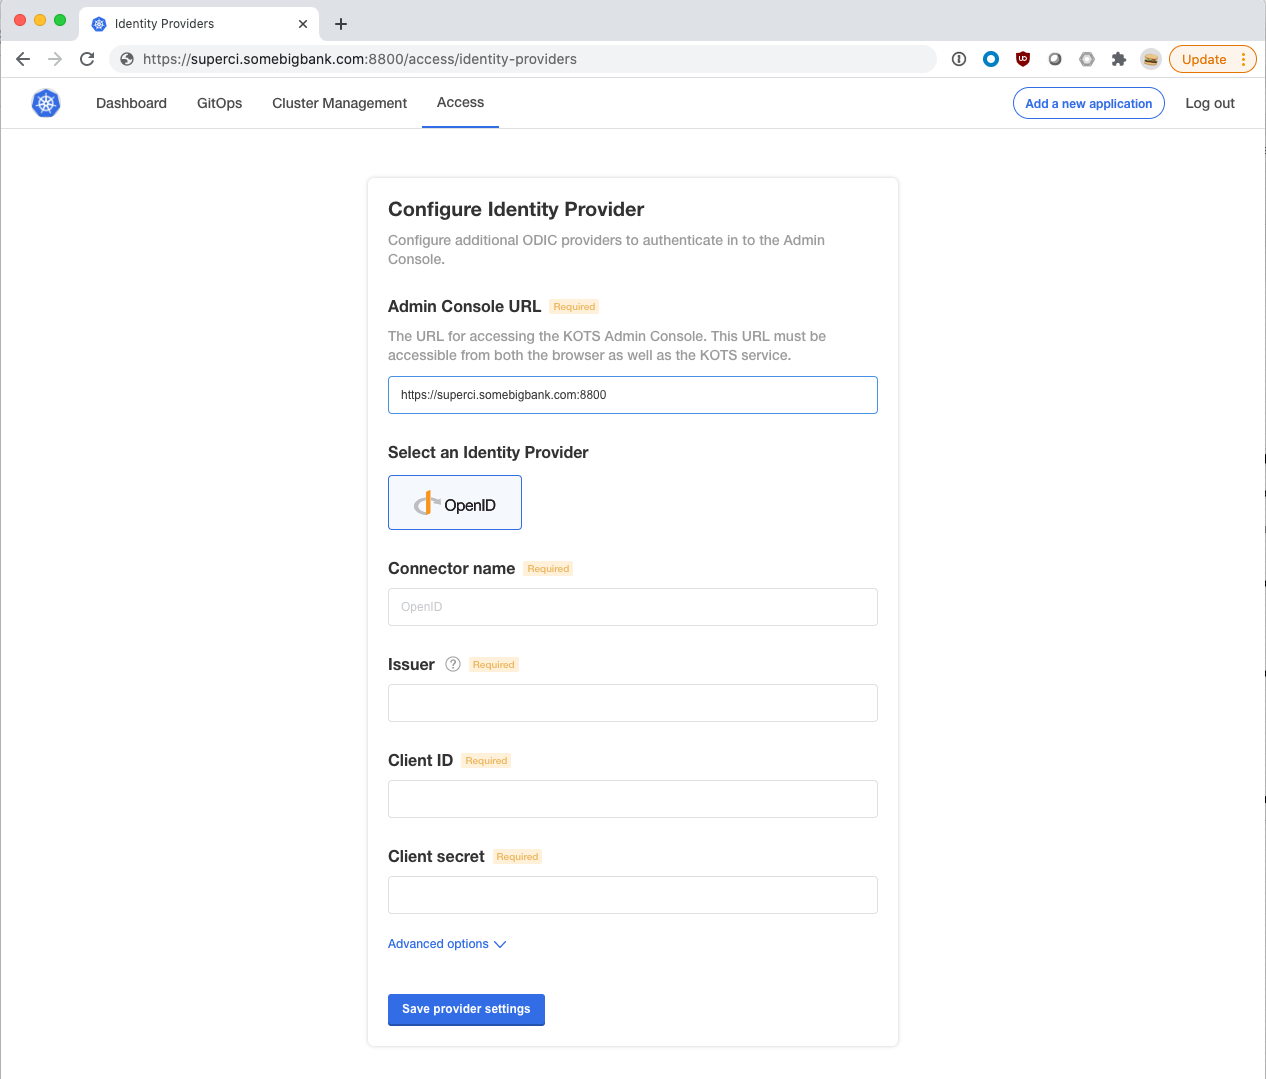 Identity Providers
https://superci.somebigbank.com:8800/access/identity-providers
Update
Dashboard
GitOps
Cluster Management
Access
Add a new application
Log out
Configure Identity Provider
Configure additional ODIC providers to authenticate in to the Admin
Console.
Admin Console URL Required
The URL for accessing the KOTS Admin Console. This URL must be
accessible from both the browser as well as the KOTS service.
https://superci.somebigbank.com:8800
Select an Identity Provider
OpenID
Connector name Required
OpenID
Issuer ? Required
Client ID Required
Client secret Required
Advanced options
Save provider settings